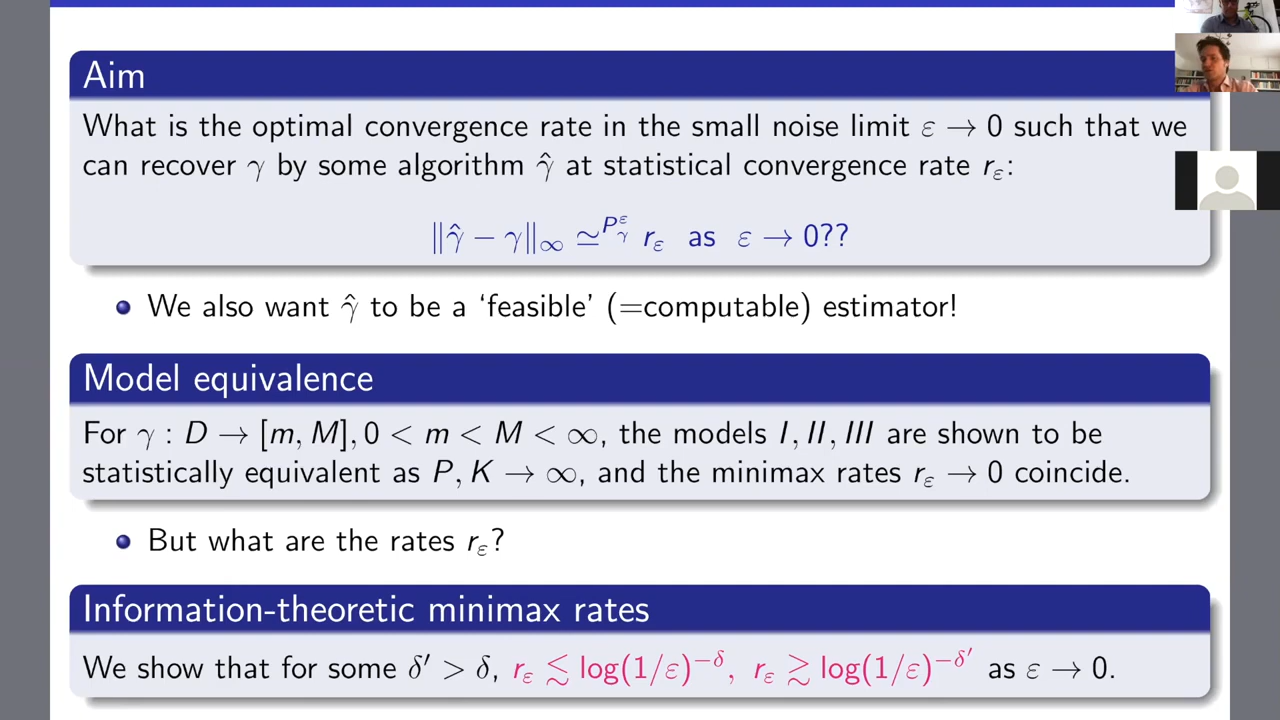 Aim
What is the optimal convergence rate in the small noise limit ε → 0 such that we
can recover γ by some algorithm γ̂ at statistical convergence rate r_ε:
‖γ̂ − γ‖_∞ ≃^{P_γ^ε} r_ε as ε → 0??
We also want γ̂ to be a ‘feasible’ (=computable) estimator!
Model equivalence
For γ : D → [m, M], 0 < m < M < ∞, the models I, II, III are shown to be
statistically equivalent as P, K → ∞, and the minimax rates r_ε → 0 coincide.
But what are the rates r_ε?
Information-theoretic minimax rates
We show that for some δ′ > δ, r_ε ≲ log(1/ε)^{−δ}, r_ε ≳ log(1/ε)^{−δ′} as ε → 0.